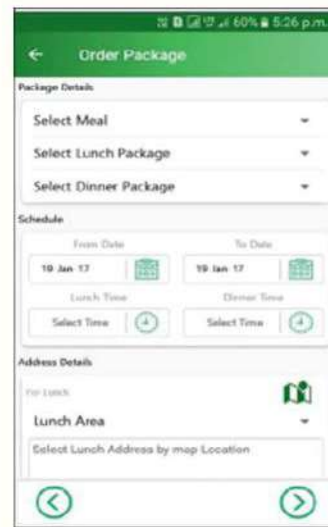 60% 5:26 p.m.
Order Package
Package Details
Select Meal
Select Lunch Package
Select Dinner Package
Schedule
From Date To Date
19 Jan 17 19 Jan 17
Lunch Time Dinner Time
Select Time Select Time
Address Details
For Lunch
Lunch Area
Select Lunch Address by map Location